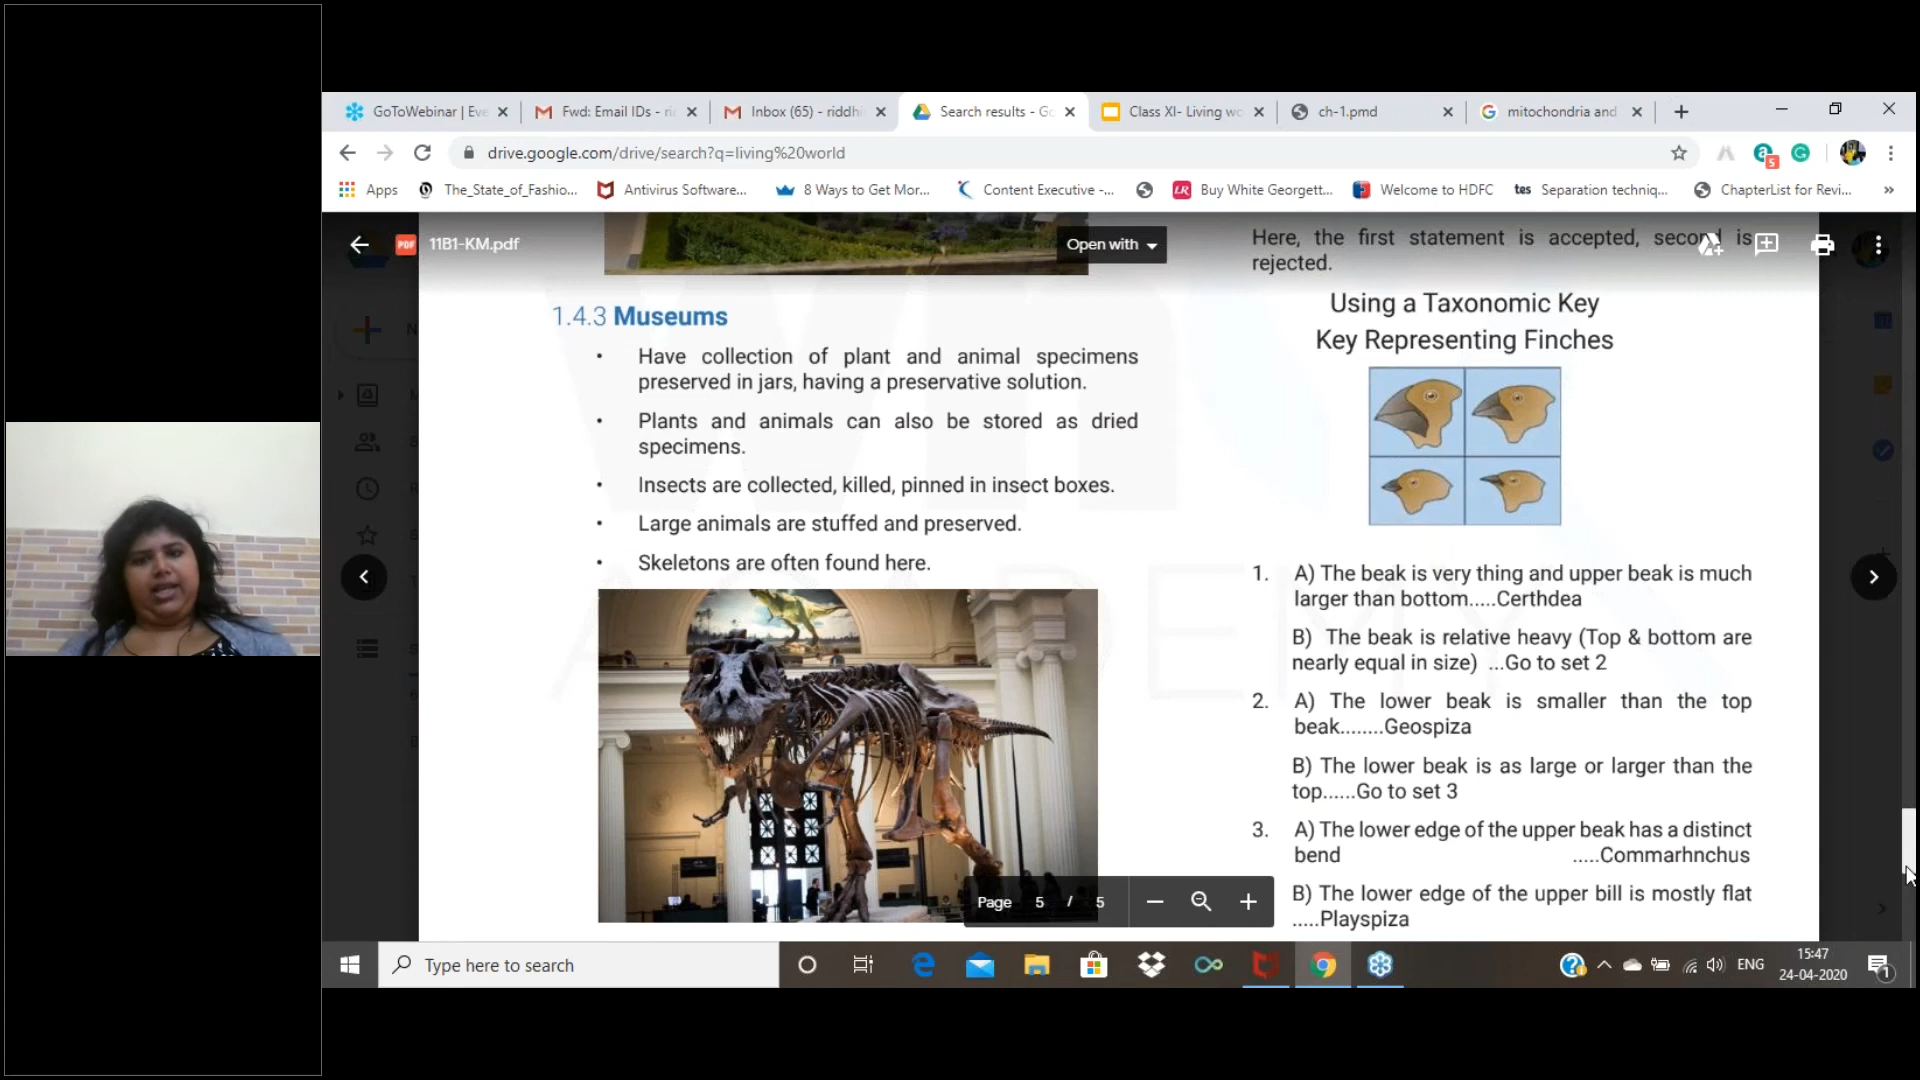 GoToWebinar | Eve
Fwd: Email IDs - ri
Inbox (65) - riddhi
Search results - Go
Class XI- Living wo
ch-1.pmd
mitochondria and
drive.google.com/drive/search?q=living%20world
5
Apps
The_State_of_Fashio...
Antivirus Software...
8 Ways to Get Mor...
Content Executive -...
LR
Buy White Georgett...
Welcome to HDFC
tes
Separation techniq...
ChapterList for Revi...
»
PDF
11B1-KM.pdf
Open with
1.4.3 Museums
• Have collection of plant and animal specimens
preserved in jars, having a preservative solution.
• Plants and animals can also be stored as dried
specimens.
• Insects are collected, killed, pinned in insect boxes.
• Large animals are stuffed and preserved.
• Skeletons are often found here.
Here, the first statement is accepted, second is
rejected.
Using a Taxonomic Key
Key Representing Finches
1. A) The beak is very thing and upper beak is much
larger than bottom.....Certhdea
B) The beak is relative heavy (Top & bottom are
nearly equal in size) ...Go to set 2
2. A) The lower beak is smaller than the top
beak........Geospiza
B) The lower beak is as large or larger than the
top......Go to set 3
3. A) The lower edge of the upper beak has a distinct
bend .....Commarhnchus
B) The lower edge of the upper bill is mostly flat
.....Playspiza
ACADEMY
Page 5 / 5
Type here to search
ENG
15:47
24-04-2020
1